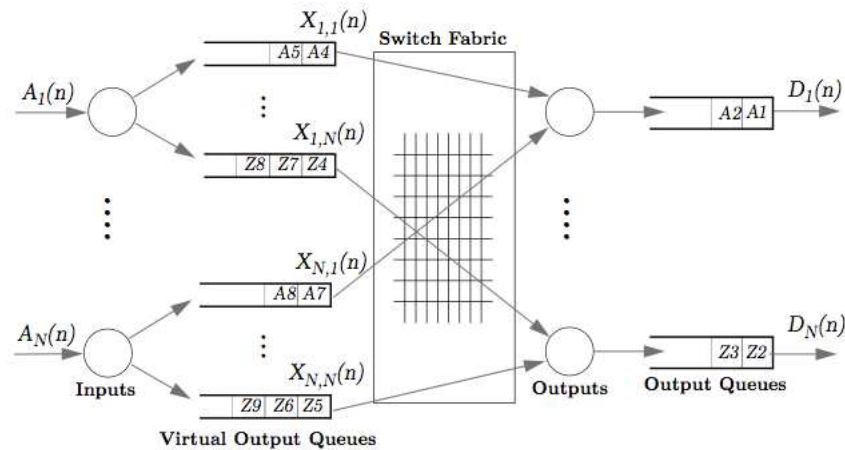 X1,1(n)
Switch Fabric
A5 A4
A1(n)
D1(n)
A2 A1
X1,N(n)
Z8 Z7 Z4
XN,1(n)
A8 A7
AN(n)
DN(n)
Z3 Z2
XN,N(n)
Inputs
Outputs
Output Queues
Z9 Z6 Z5
Virtual Output Queues